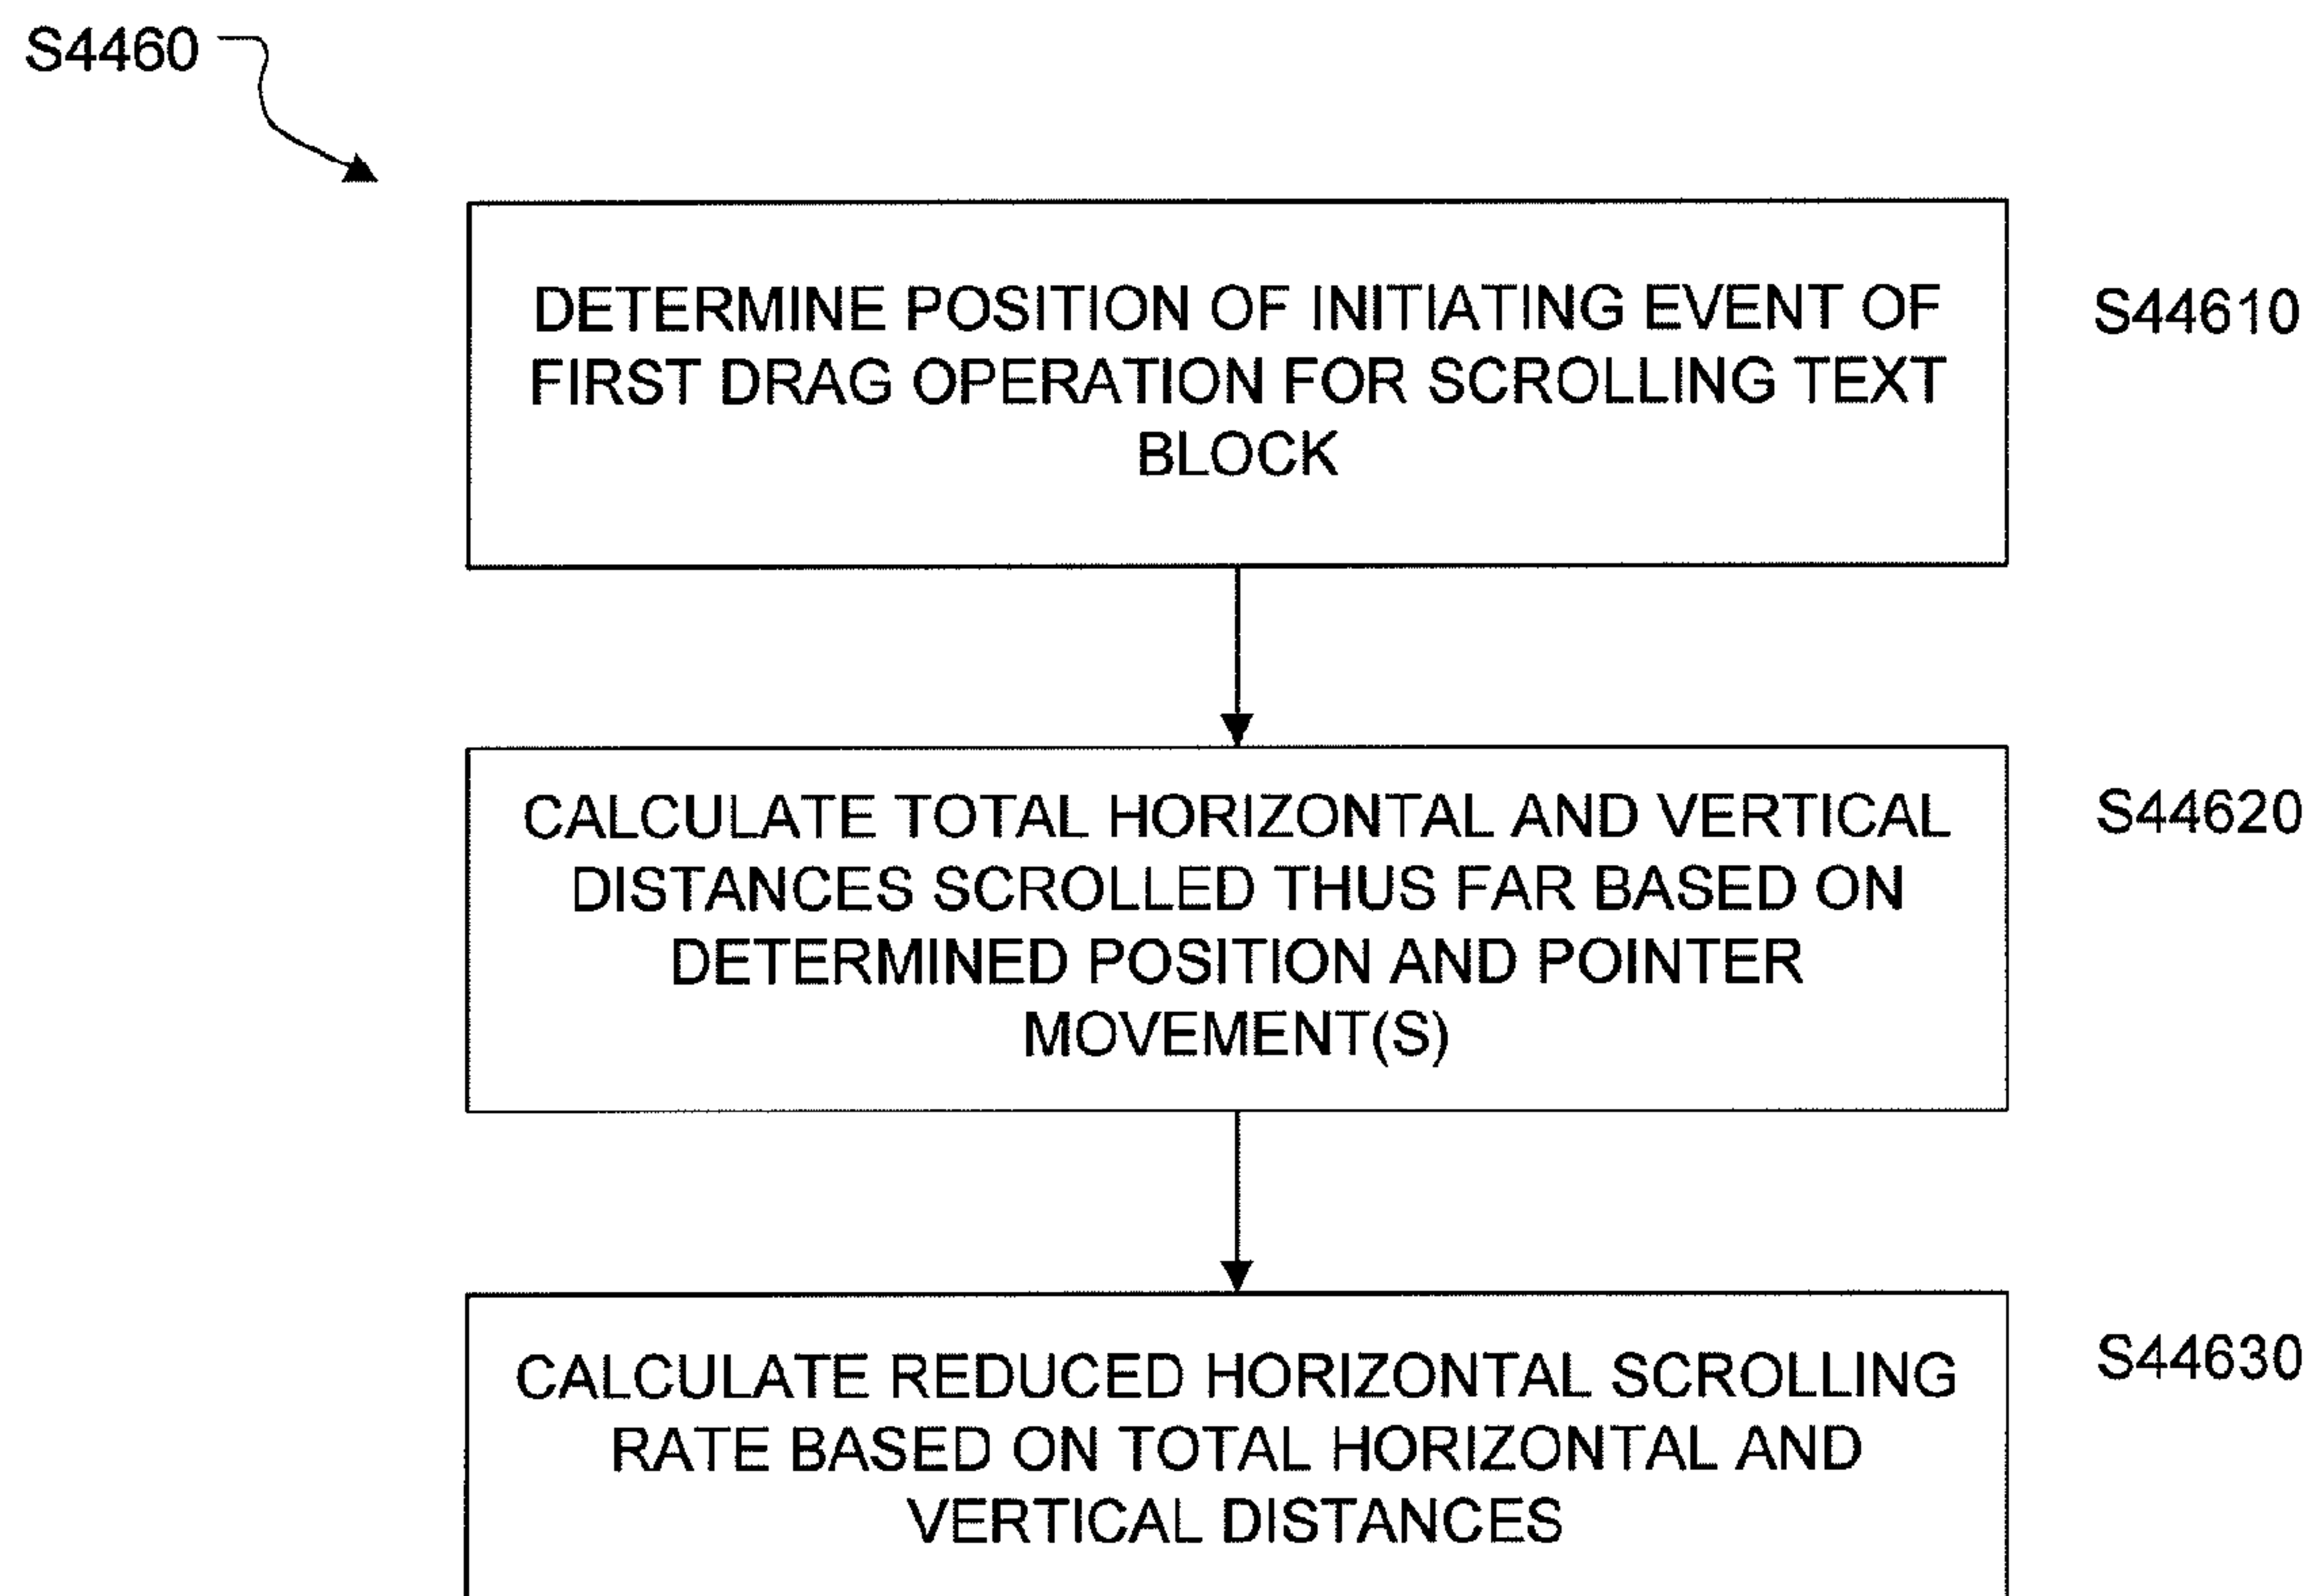 S4460
DETERMINE POSITION OF INITIATING EVENT OF
FIRST DRAG OPERATION FOR SCROLLING TEXT
BLOCK
S44610
CALCULATE TOTAL HORIZONTAL AND VERTICAL
DISTANCES SCROLLED THUS FAR BASED ON
DETERMINED POSITION AND POINTER
MOVEMENT(S)
S44620
CALCULATE REDUCED HORIZONTAL SCROLLING
RATE BASED ON TOTAL HORIZONTAL AND
VERTICAL DISTANCES
S44630